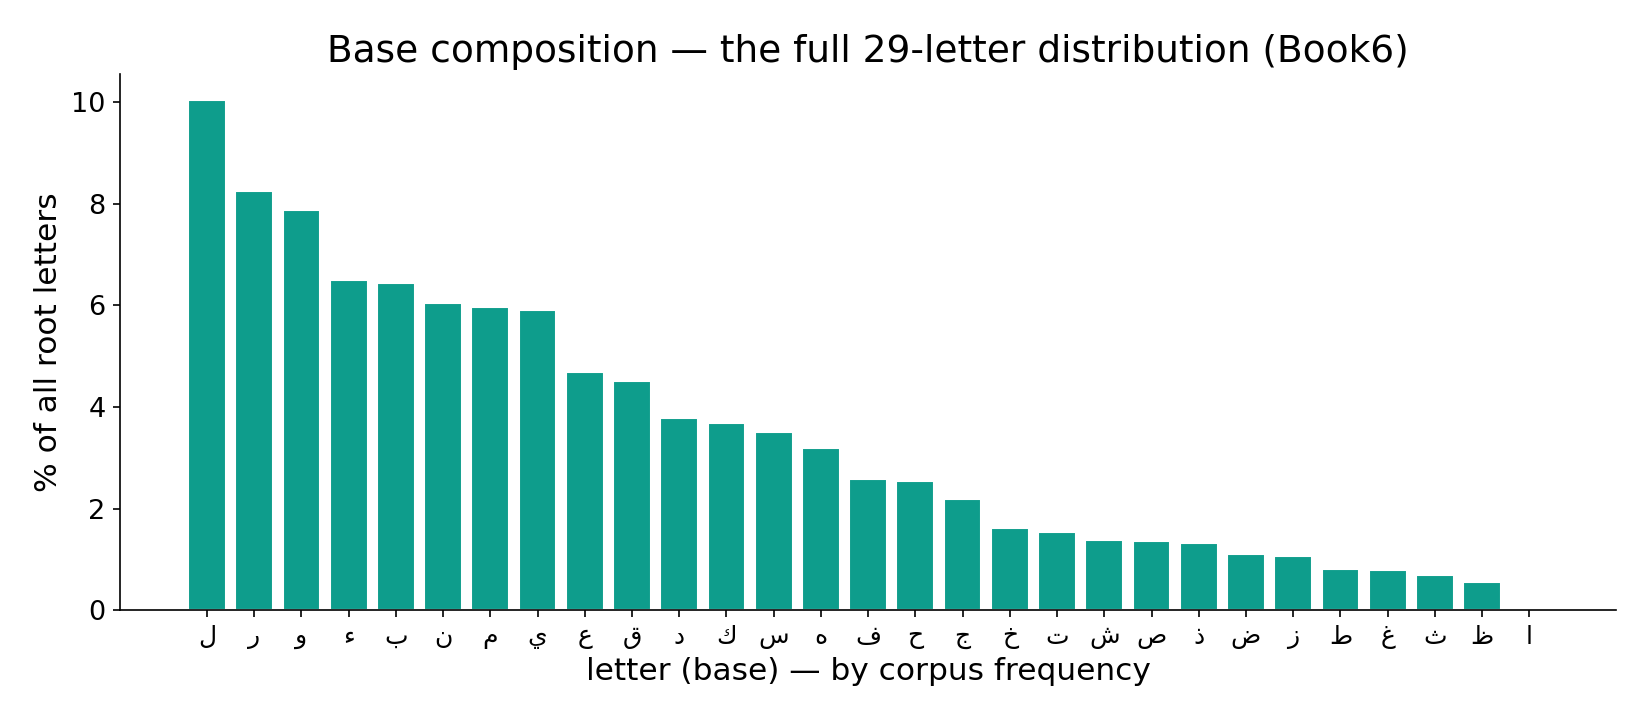 Base composition — the full 29-letter distribution (Book6)
% of all root letters
10
8
6
4
2
0
ل ر و ء ب ن م ي ع ق د ك س ه ف ح ج خ ت ش ص ذ ض ز ط غ ث ظ ا
letter (base) — by corpus frequency